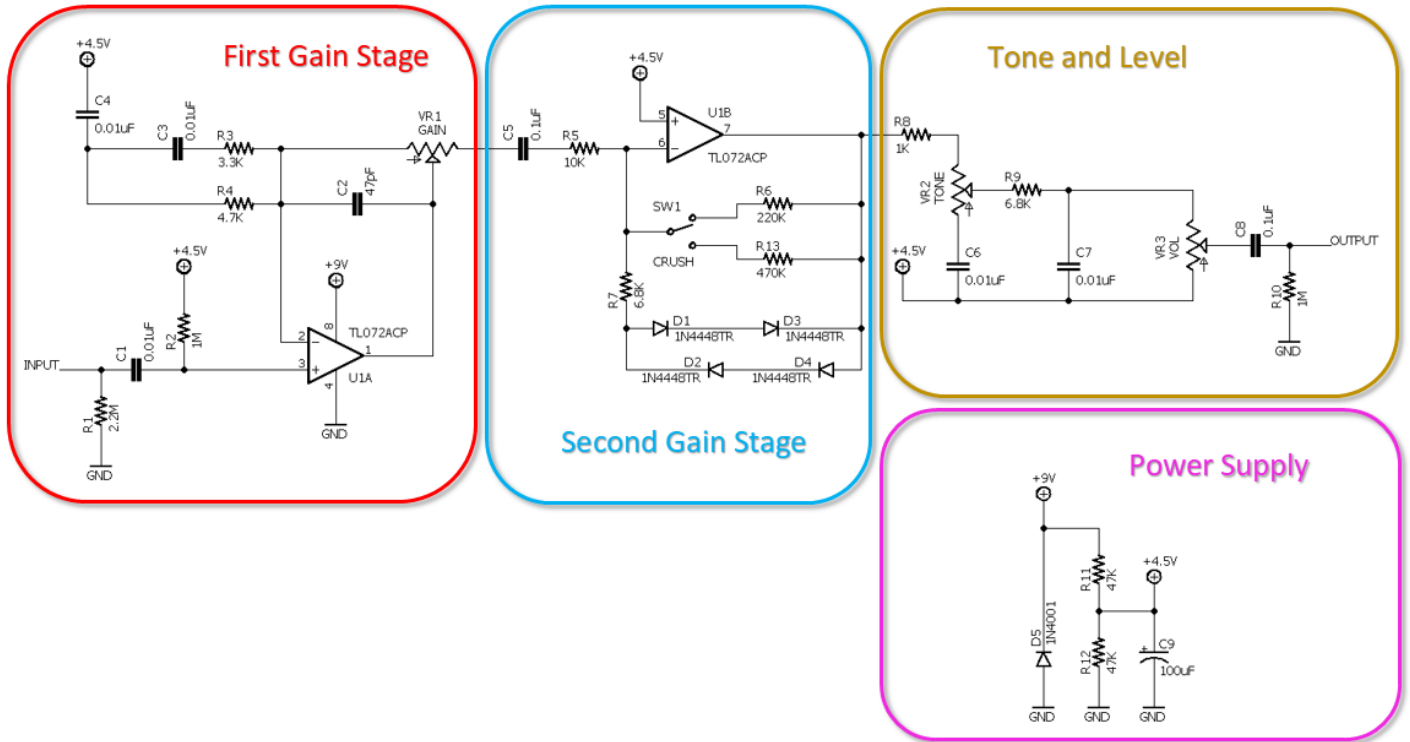 First Gain Stage
+4.5V
C4
0.01uF
C3
0.01uF
R3
3.3K
R4
4.7K
VR1
GAIN
C2
47pF
+4.5V
R2
1M
+9V
INPUT
C1
0.01uF
R1
2.2M
GND
2
3
8
4
1
TL072ACP
U1A
GND
Second Gain Stage
+4.5V
C5
0.1uF
R5
10K
5
6
7
U1B
TL072ACP
SW1
CRUSH
R6
220K
R13
470K
R7
6.8K
D1
1N4448TR
D3
1N4448TR
D2
1N4448TR
D4
1N4448TR
Tone and Level
R8
1K
VR2
TONE
R9
6.8K
+4.5V
C6
0.01uF
C7
0.01uF
VR3
VOL
C8
0.1uF
OUTPUT
R10
1M
GND
Power Supply
+9V
D5
1N4001
GND
R11
47K
R12
47K
GND
+4.5V
+
C9
100uF
GND